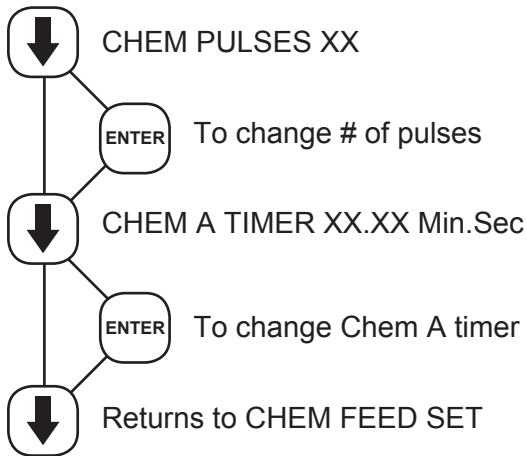 CHEM PULSES XX
ENTER To change # of pulses
CHEM A TIMER XX.XX Min.Sec
ENTER To change Chem A timer
Returns to CHEM FEED SET